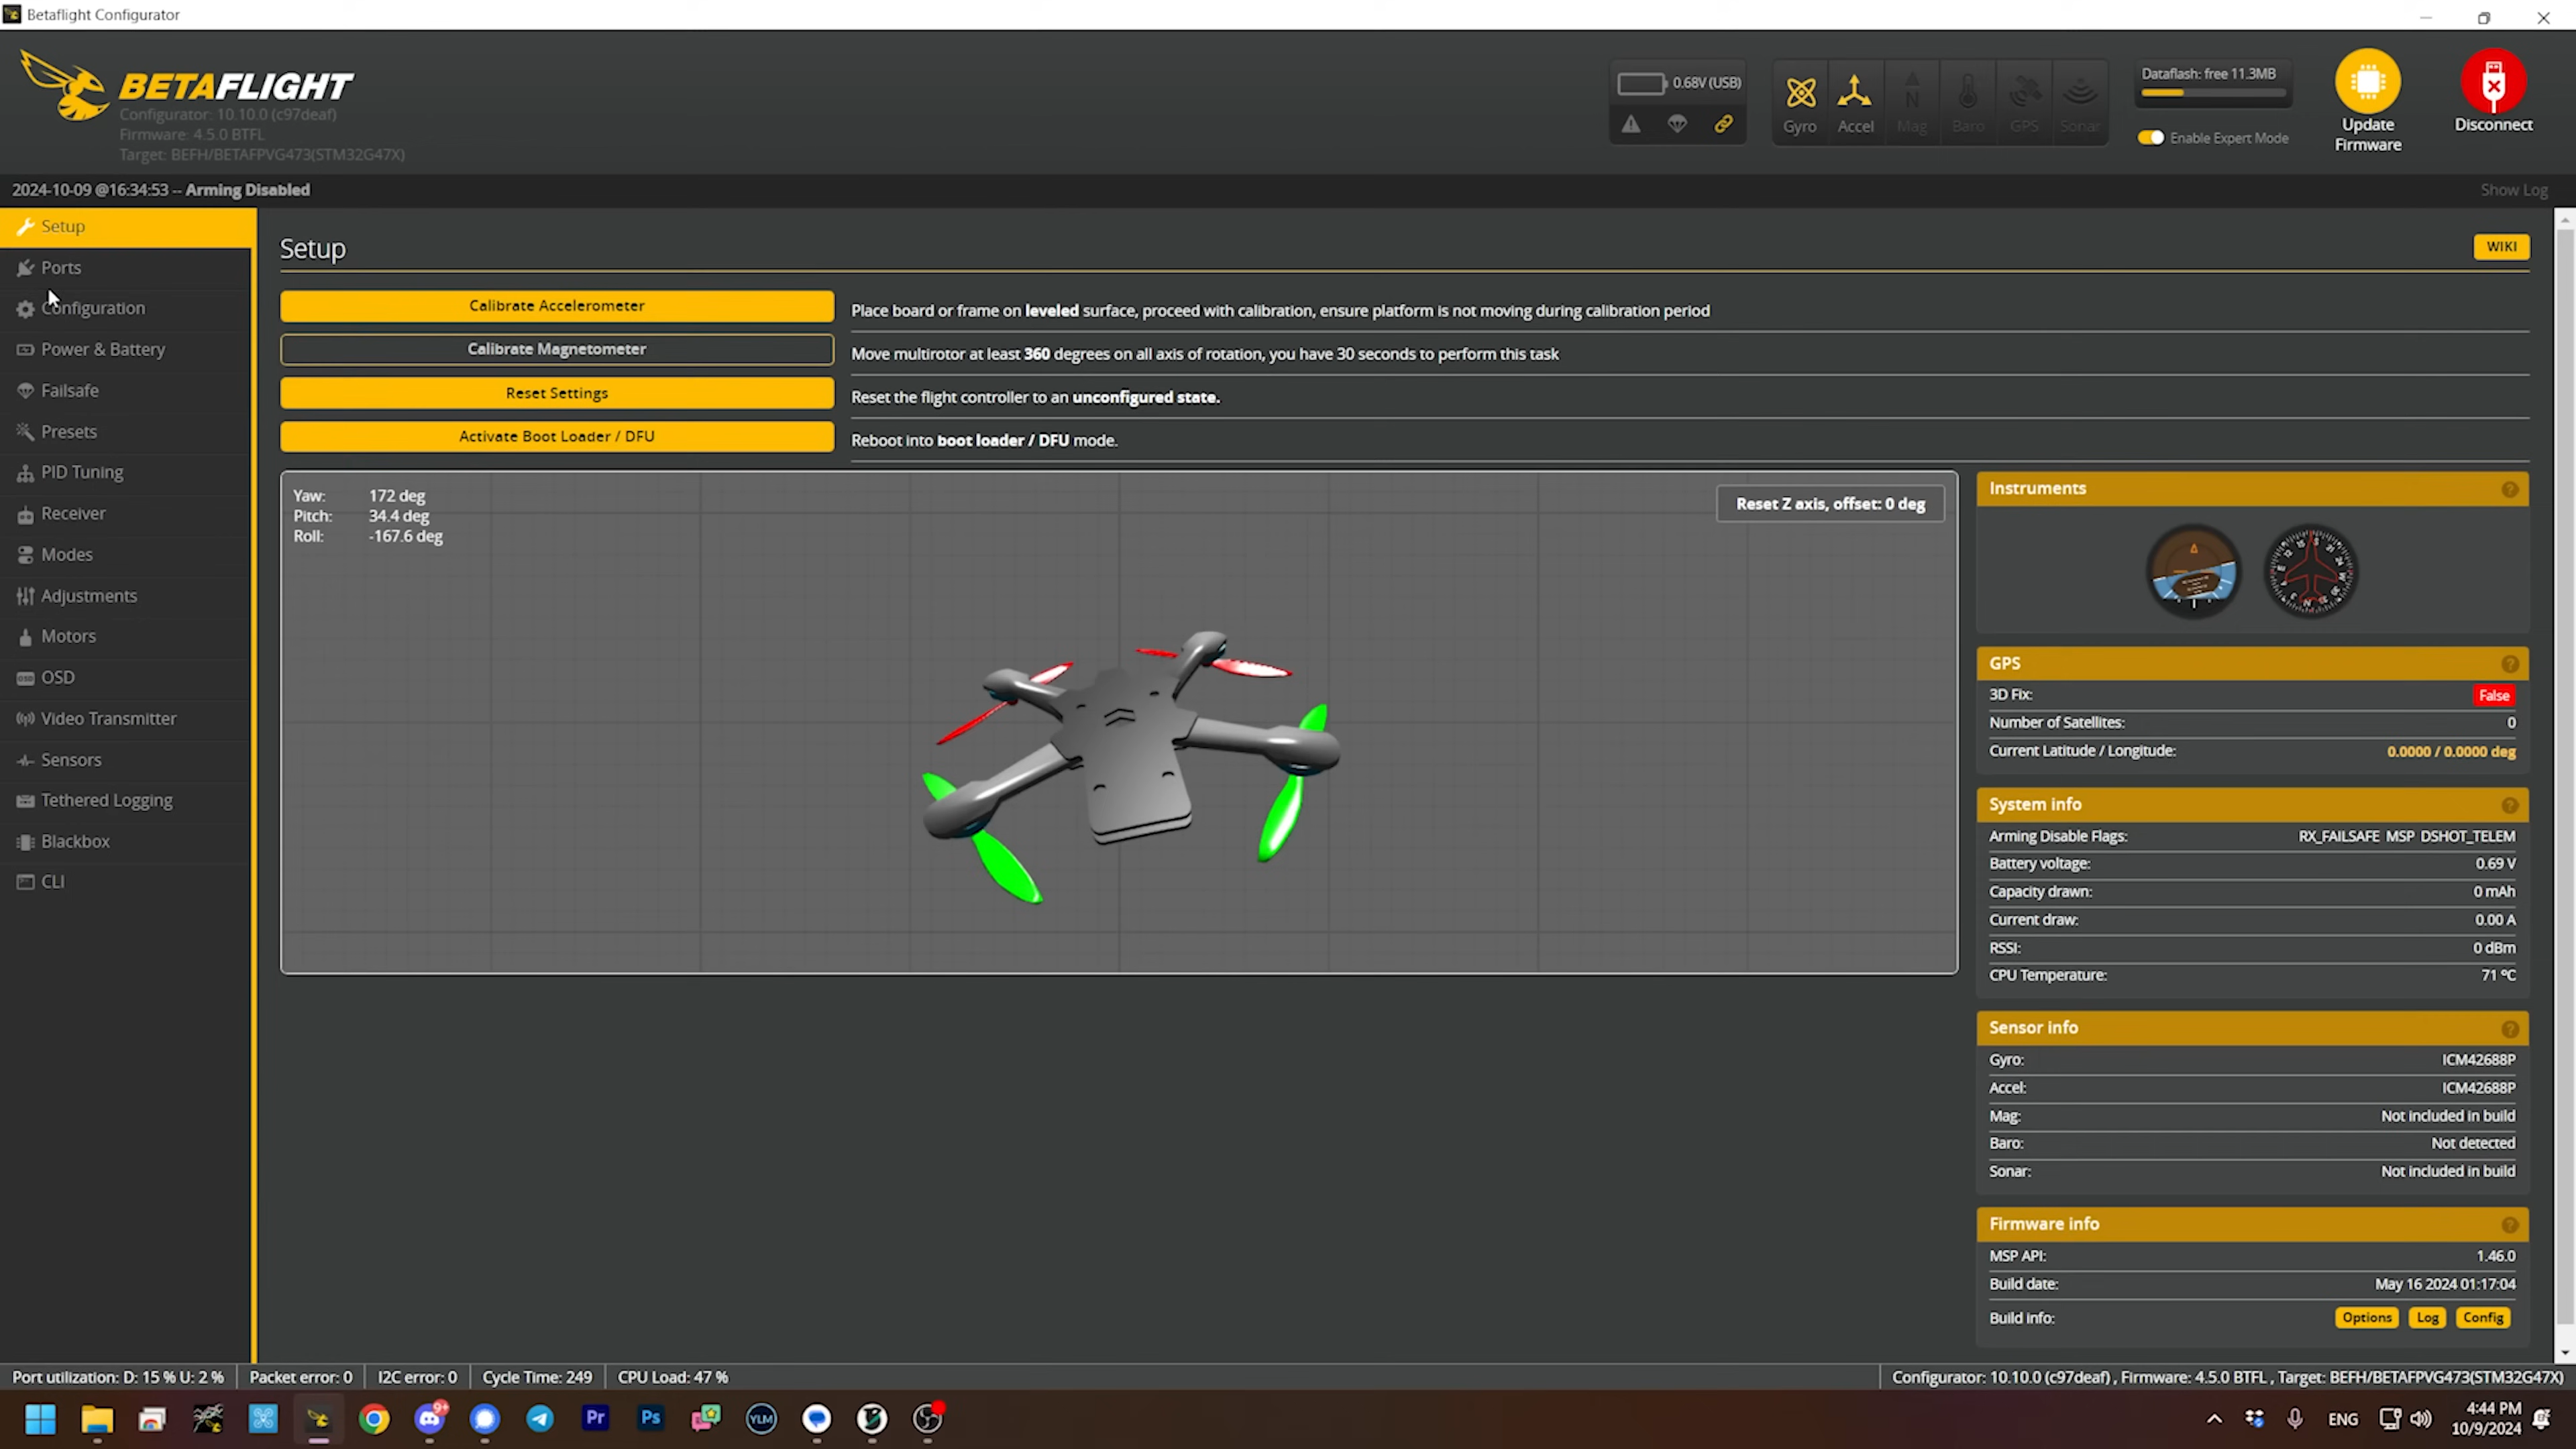 Betaflight Configurator
BETAFLIGHT
Configurator: 10.10.0 (c97deaf)
Firmware: 4.5.0 BTFL
Target: BEFH/BETAFPVG473(STM32G47X)
0.68V (USB)
Gyro
Accel
Mag
Baro
GPS
Sonar
Dataflash: free 11.3MB
Enable Expert Mode
Update
Firmware
Disconnect
2024-10-09 @16:34:53 -- Arming Disabled
Show Log
Setup
Ports
Configuration
Power & Battery
Failsafe
Presets
PID Tuning
Receiver
Modes
Adjustments
Motors
OSD
Video Transmitter
Sensors
Tethered Logging
Blackbox
CLI
Setup
WIKI
Calibrate Accelerometer
Place board or frame on leveled surface, proceed with calibration, ensure platform is not moving during calibration period
Calibrate Magnetometer
Move multirotor at least 360 degrees on all axis of rotation, you have 30 seconds to perform this task
Reset Settings
Reset the flight controller to an unconfigured state.
Activate Boot Loader / DFU
Reboot into boot loader / DFU mode.
Yaw: 172 deg
Pitch: 34.4 deg
Roll: -167.6 deg
Reset Z axis, offset: 0 deg
Instruments
GPS
3D Fix: False
Number of Satellites: 0
Current Latitude / Longitude: 0.0000 / 0.0000 deg
System info
Arming Disable Flags: RX_FAILSAFE MSP DSHOT_TELEM
Battery voltage: 0.69 V
Capacity drawn: 0 mAh
Current draw: 0.00 A
RSSI: 0 dBm
CPU Temperature: 71 °C
Sensor info
Gyro: ICM42688P
Accel: ICM42688P
Mag: Not included in build
Baro: Not detected
Sonar: Not included in build
Firmware info
MSP API: 1.46.0
Build date: May 16 2024 01:17:04
Build info: Options Log Config
Port utilization: D: 15 % U: 2 %
Packet error: 0
I2C error: 0
Cycle Time: 249
CPU Load: 47 %
Configurator: 10.10.0 (c97deaf) , Firmware: 4.5.0 BTFL , Target: BEFH/BETAFPVG473(STM32G47X)
9+
Pr
Ps
YLM
ENG
4:44 PM
10/9/2024